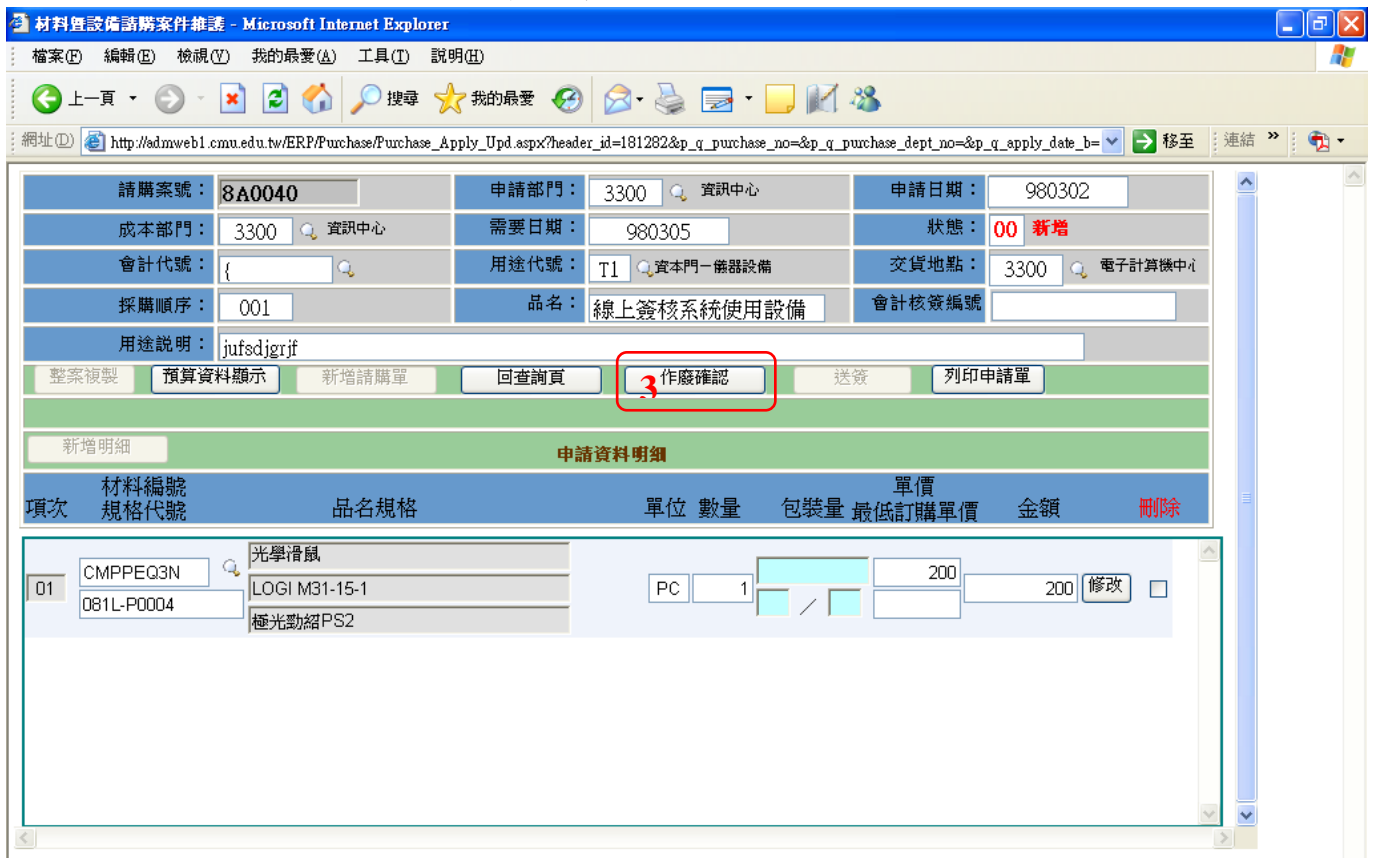 材料暨設備請購案件維護 - Microsoft Internet Explorer
檔案(F) 編輯(E) 檢視(V) 我的最愛(A) 工具(T) 說明(H)
上一頁 搜尋 我的最愛
網址(D) http://admweb1.cmu.edu.tw/ERP/Purchase/Purchase_Apply_Upd.aspx?header_id=181282&p_q_purchase_no=&p_q_purchase_dept_no=&p_q_apply_date_b= 移至 連結 »
請購案號： 8A0040 申請部門： 3300 資訊中心 申請日期： 980302
成本部門： 3300 資訊中心 需要日期： 980305 狀態： 00 新增
會計代號： { 用途代號： T1 資本門－儀器設備 交貨地點： 3300 電子計算機中心
採購順序： 001 品名： 線上簽核系統使用設備 會計核簽編號
用途說明： jufsdjgrjf
整案複製 預算資料顯示 新增請購單 回查詢頁 3 作廢確認 送簽 列印申請單
新增明細 申請資料明細
項次 材料編號 品名規格 單位 數量 包裝量 單價 金額 刪除
規格代號 最低訂購單價
01 CMPPEQ3N 光學滑鼠 PC 1 ／ 200 200 修改
081L-P0004 LOGI M31-15-1
極光勁貂PS2